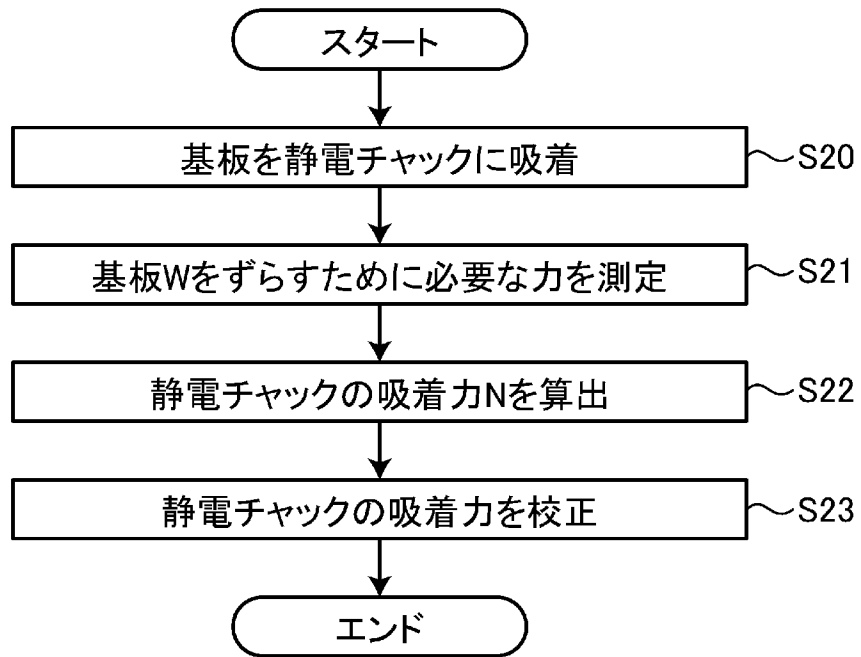 スタート
基板を静電チャックに吸着
S20
基板Wをずらすために必要な力を測定
S21
静電チャックの吸着力Nを算出
S22
静電チャックの吸着力を校正
S23
エンド